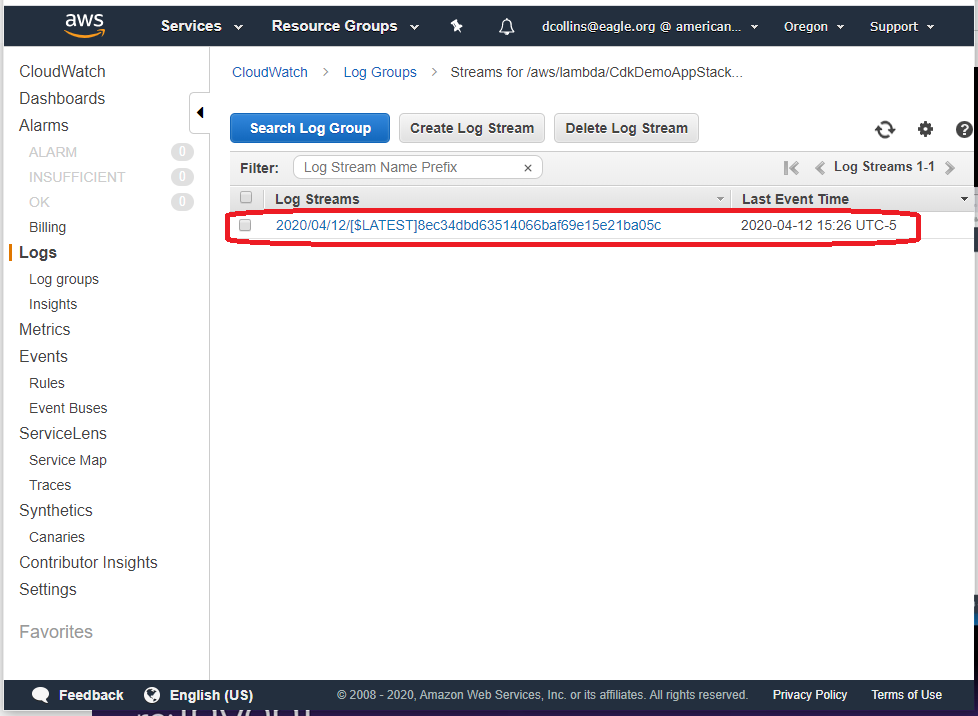 aws Services Resource Groups dcollins@eagle.org @ american... Oregon Support
CloudWatch
Dashboards
Alarms
ALARM 0
INSUFFICIENT 0
OK 0
Billing
Logs
Log groups
Insights
Metrics
Events
Rules
Event Buses
ServiceLens
Service Map
Traces
Synthetics
Canaries
Contributor Insights
Settings
Favorites
CloudWatch > Log Groups > Streams for /aws/lambda/CdkDemoAppStack...
Search Log Group Create Log Stream Delete Log Stream
Filter: Log Stream Name Prefix × Log Streams 1-1
Log Streams Last Event Time
2020/04/12/[$LATEST]8ec34dbd63514066baf69e15e21ba05c 2020-04-12 15:26 UTC-5
Feedback English (US) © 2008 - 2020, Amazon Web Services, Inc. or its affiliates. All rights reserved. Privacy Policy Terms of Use